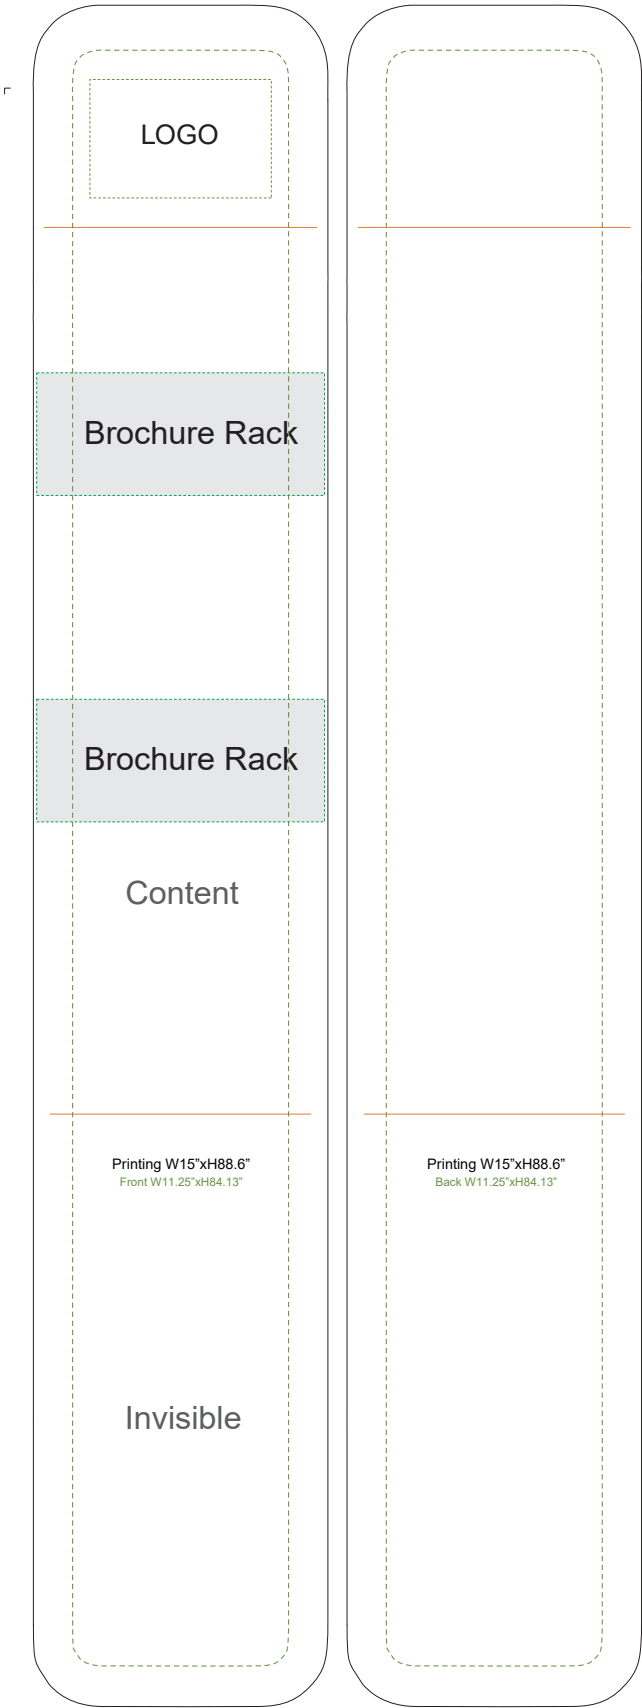 LOGO
Brochure Rack
Brochure Rack
Content
Printing W15”xH88.6”
Front W11.25”xH84.13”
Printing W15”xH88.6”
Back W11.25”xH84.13”
Invisible